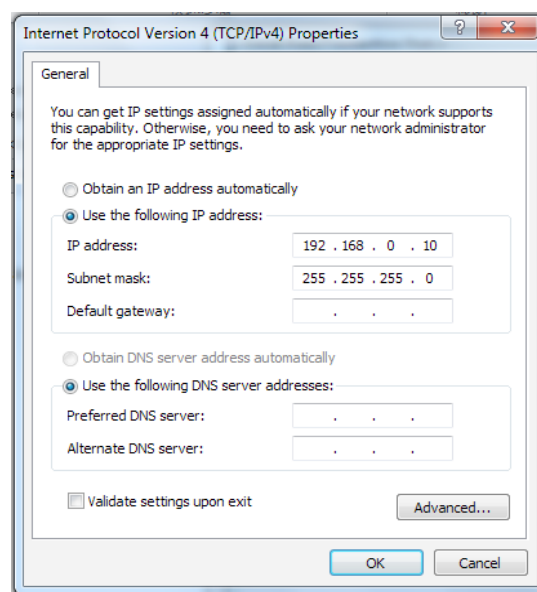 Internet Protocol Version 4 (TCP/IPv4) Properties
?
X
General
You can get IP settings assigned automatically if your network supports
this capability. Otherwise, you need to ask your network administrator
for the appropriate IP settings.
Obtain an IP address automatically
Use the following IP address:
IP address: 192 . 168 . 0 . 10
Subnet mask: 255 . 255 . 255 . 0
Default gateway: . . .
Obtain DNS server address automatically
Use the following DNS server addresses:
Preferred DNS server: . . .
Alternate DNS server: . . .
Validate settings upon exit
Advanced...
OK Cancel